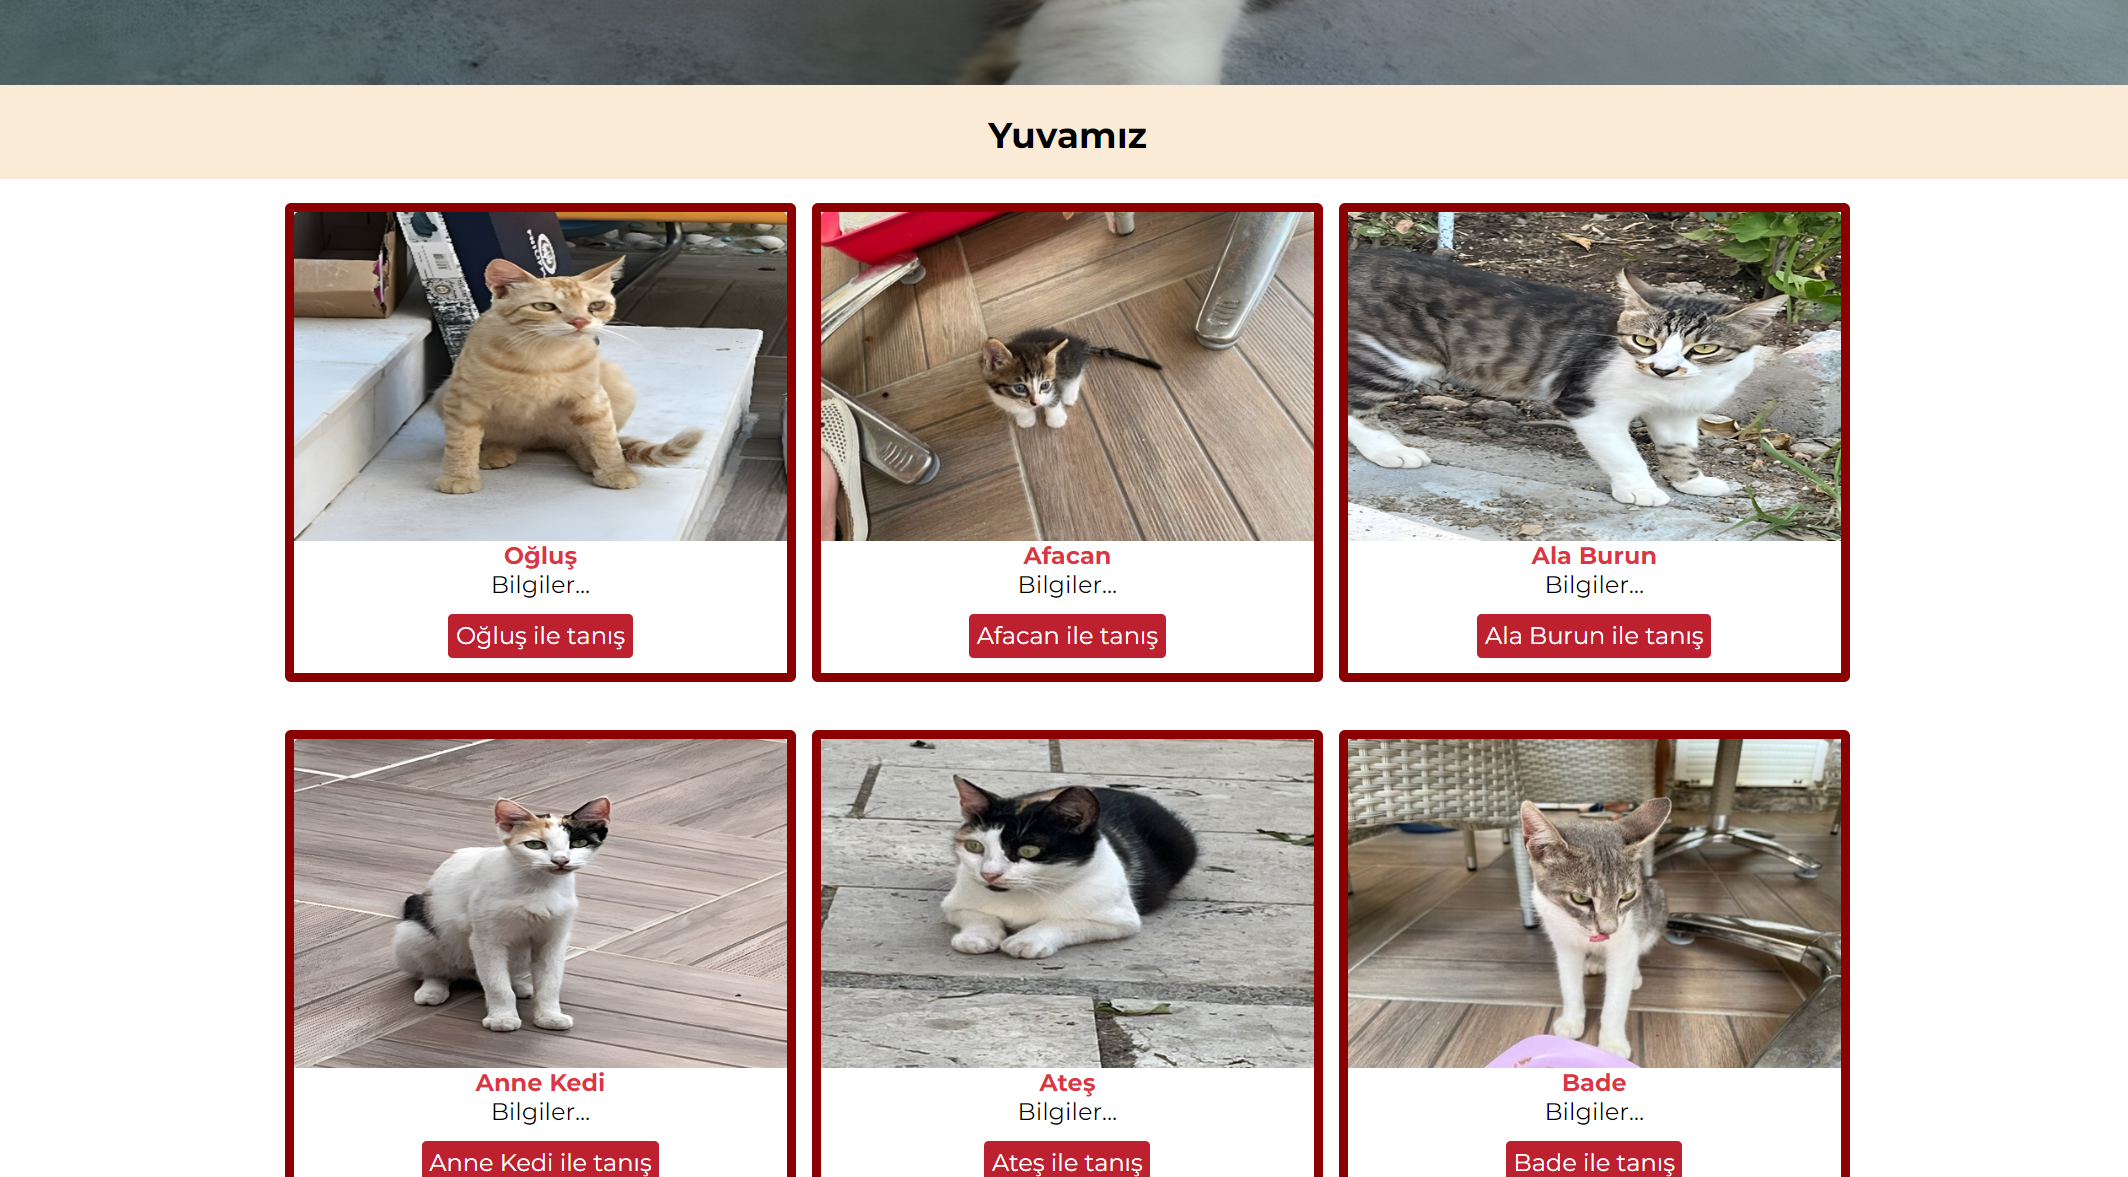 Yuvamız
Oğluş
Bilgiler...
Oğluş ile tanış
Afacan
Bilgiler...
Afacan ile tanış
Ala Burun
Bilgiler...
Ala Burun ile tanış
Anne Kedi
Bilgiler...
Anne Kedi ile tanış
Ateş
Bilgiler...
Ateş ile tanış
Bade
Bilgiler...
Bade ile tanış